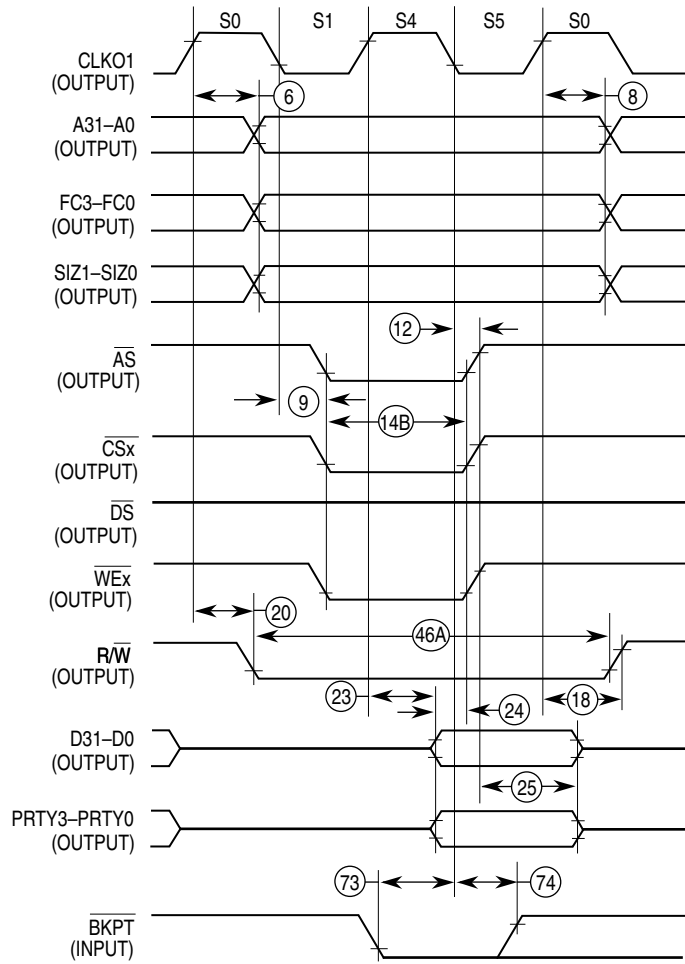 S0 S1 S4 S5 S0
CLKO1
(OUTPUT)
6 8
A31–A0
(OUTPUT)
FC3–FC0
(OUTPUT)
SIZ1–SIZ0
(OUTPUT)
12
AS
(OUTPUT)
9
14B
CSx
(OUTPUT)
DS
(OUTPUT)
WEx
(OUTPUT)
20
46A
R/W
(OUTPUT)
23 24 18
D31–D0
(OUTPUT)
25
PRTY3–PRTY0
(OUTPUT)
73 74
BKPT
(INPUT)